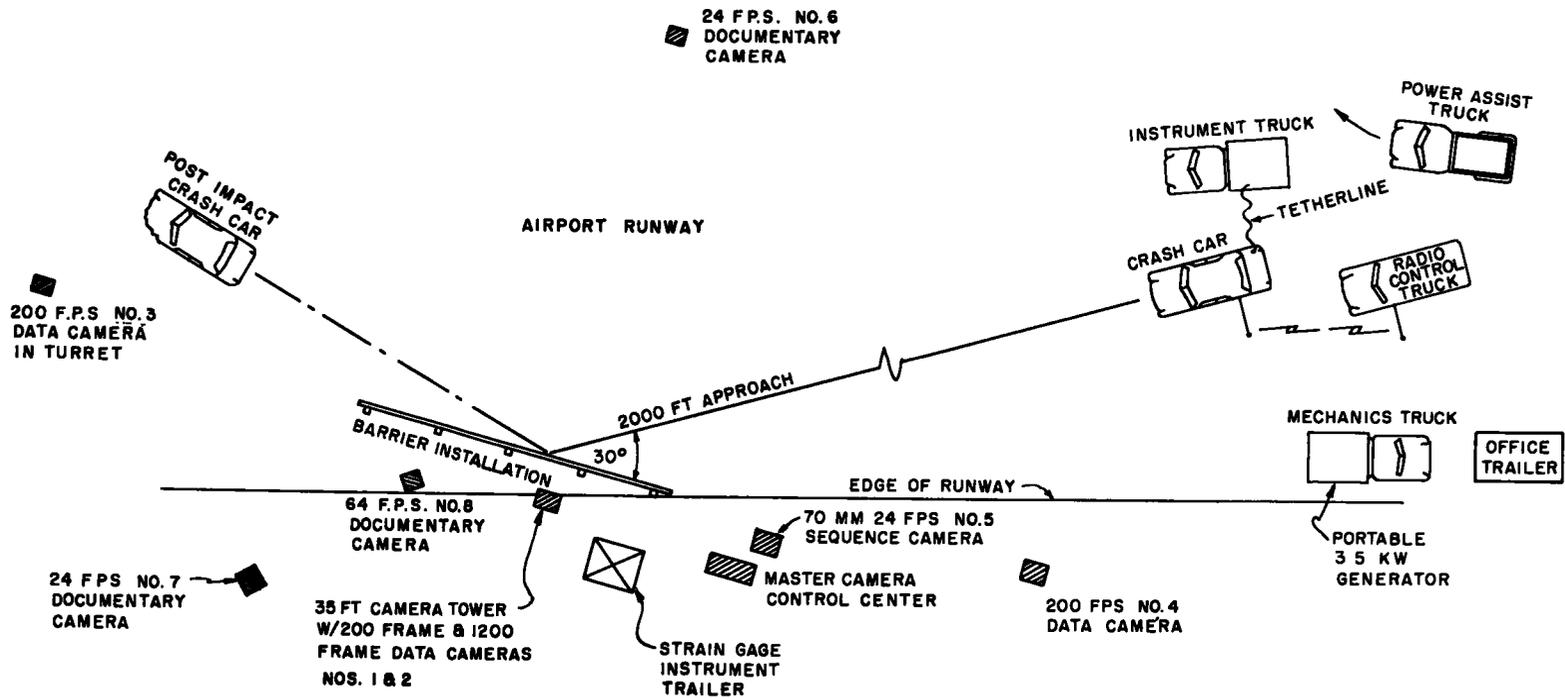 24 F.P.S. NO. 6
DOCUMENTARY
CAMERA
POWER ASSIST
TRUCK
INSTRUMENT TRUCK
POST IMPACT
CRASH CAR
TETHERLINE
AIRPORT RUNWAY
CRASH CAR
RADIO
CONTROL
TRUCK
200 F.P.S NO. 3
DATA CAMERA
IN TURRET
2000 FT APPROACH
BARRIER INSTALLATION
30°
MECHANICS TRUCK
OFFICE
TRAILER
EDGE OF RUNWAY
64 F.P.S. NO.8
DOCUMENTARY
CAMERA
70 MM 24 FPS NO.5
SEQUENCE CAMERA
PORTABLE
3 5 KW
GENERATOR
24 FPS NO. 7
DOCUMENTARY
CAMERA
MASTER CAMERA
CONTROL CENTER
35 FT CAMERA TOWER
W/200 FRAME & 1200
FRAME DATA CAMERAS
NOS. 1 & 2
200 FPS NO. 4
DATA CAMERA
STRAIN GAGE
INSTRUMENT
TRAILER